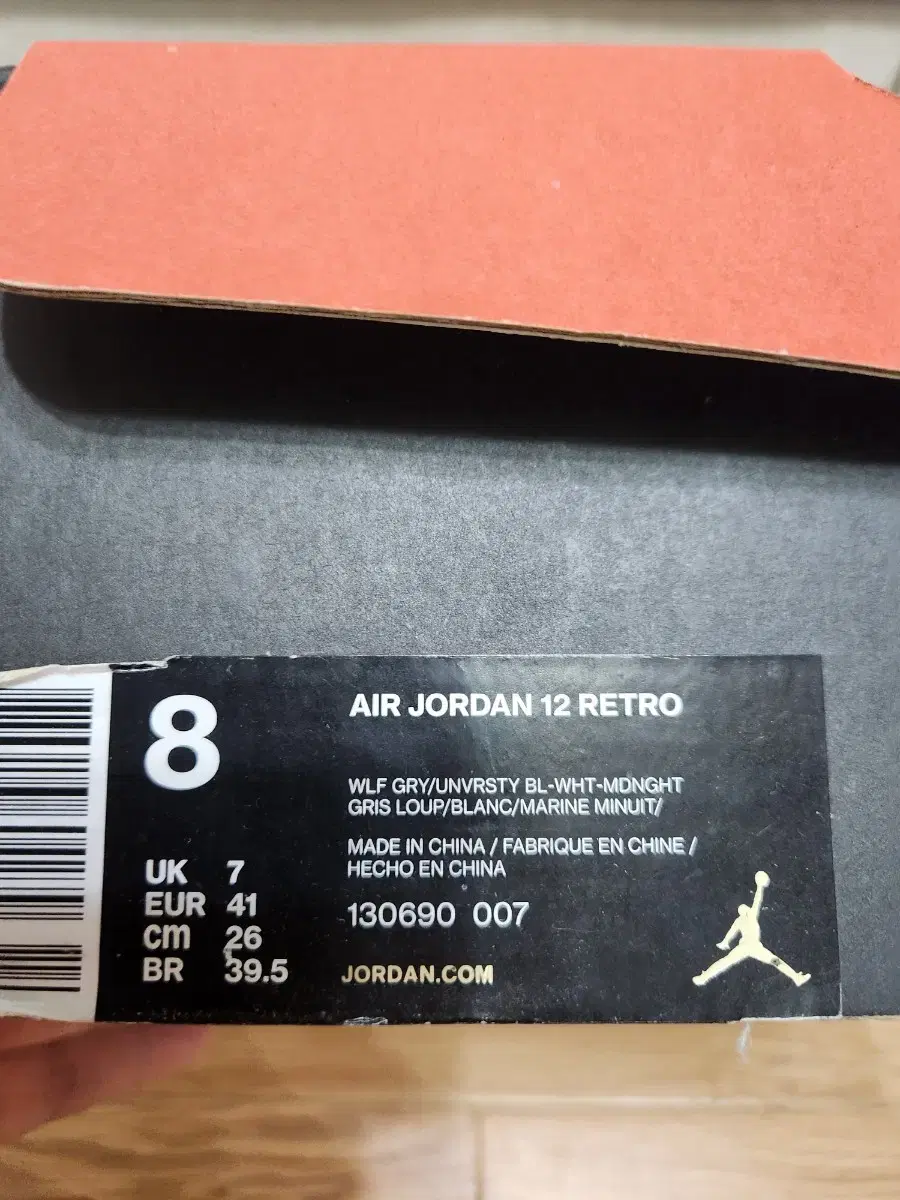 8
AIR JORDAN 12 RETRO
WLF GRY/UNVRSTY BL-WHT-MDNGHT
GRIS LOUP/BLANC/MARINE MINUIT/
MADE IN CHINA / FABRIQUE EN CHINE /
HECHO EN CHINA
UK 7
EUR 41
cm 26
BR 39.5
130690 007
JORDAN.COM